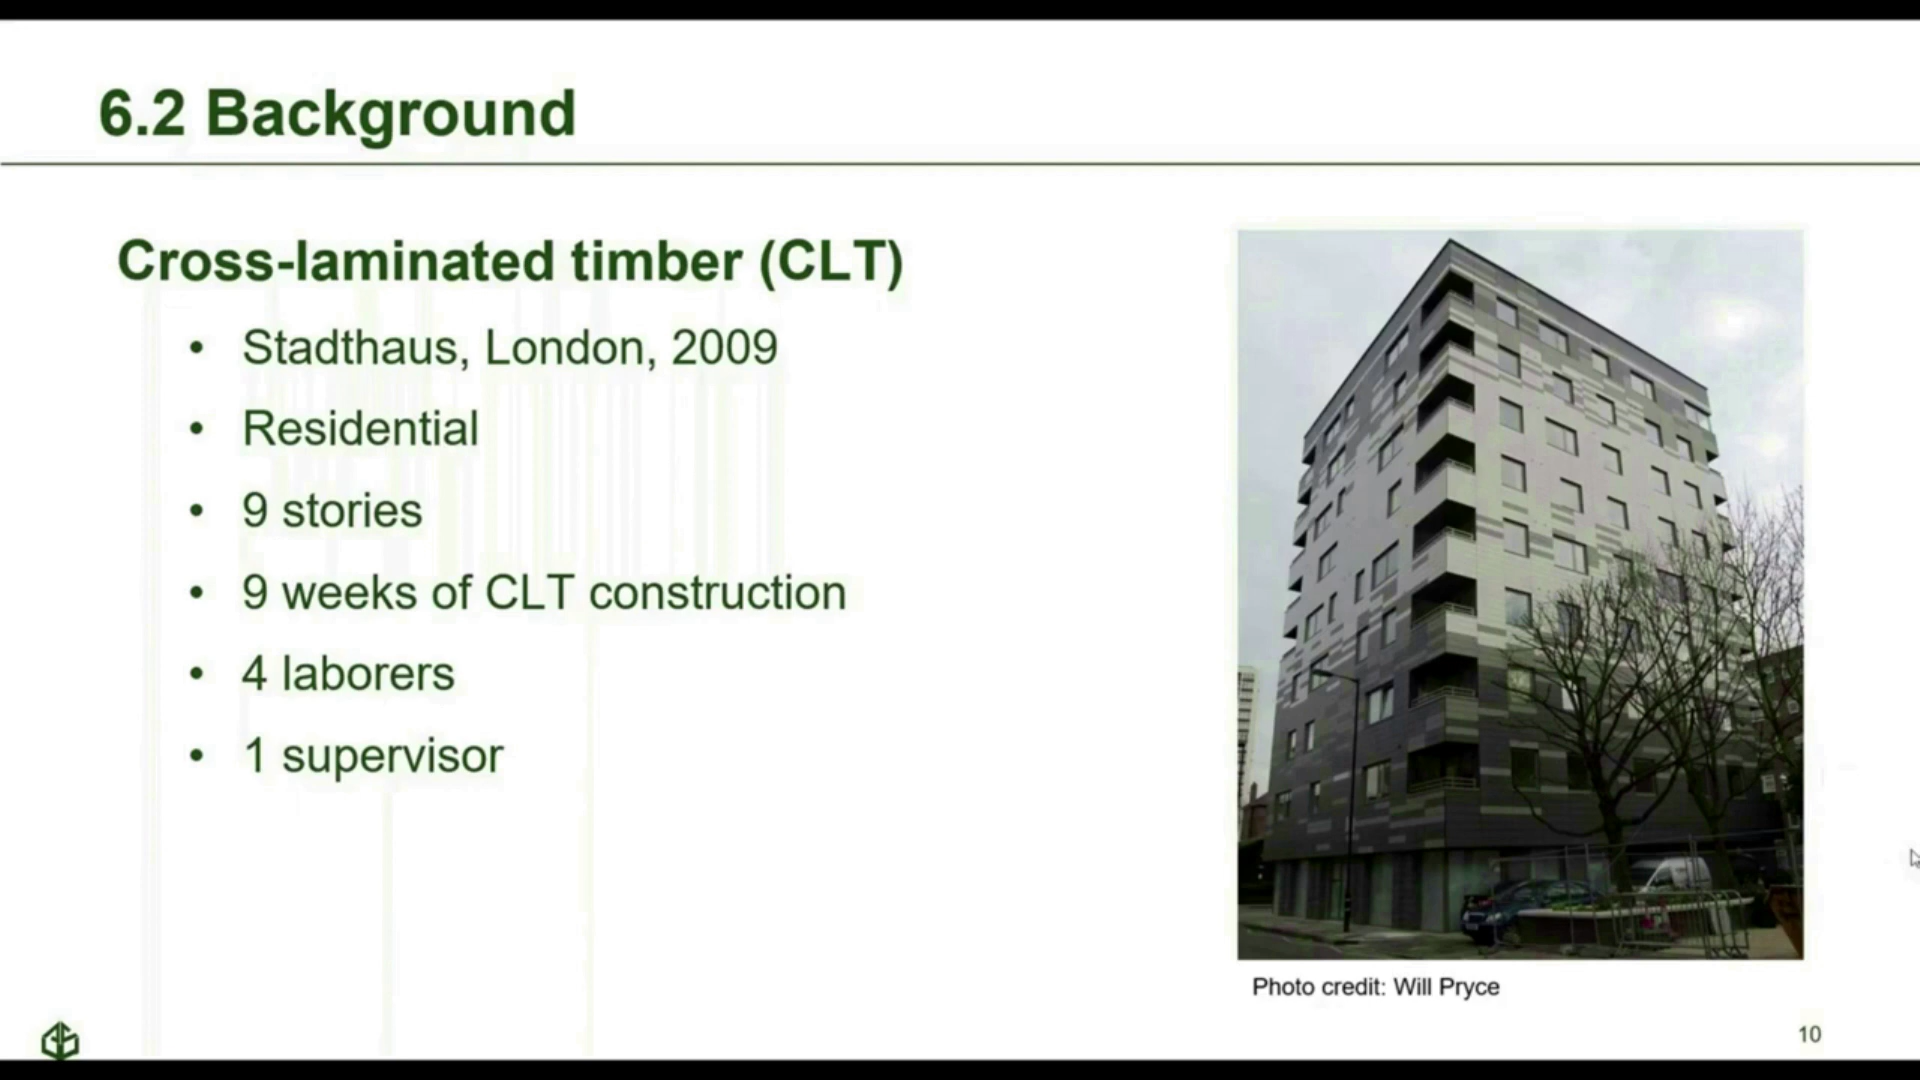 6.2 Background
Cross-laminated timber (CLT)
• Stadthaus, London, 2009
• Residential
• 9 stories
• 9 weeks of CLT construction
• 4 laborers
• 1 supervisor
Photo credit: Will Pryce
10